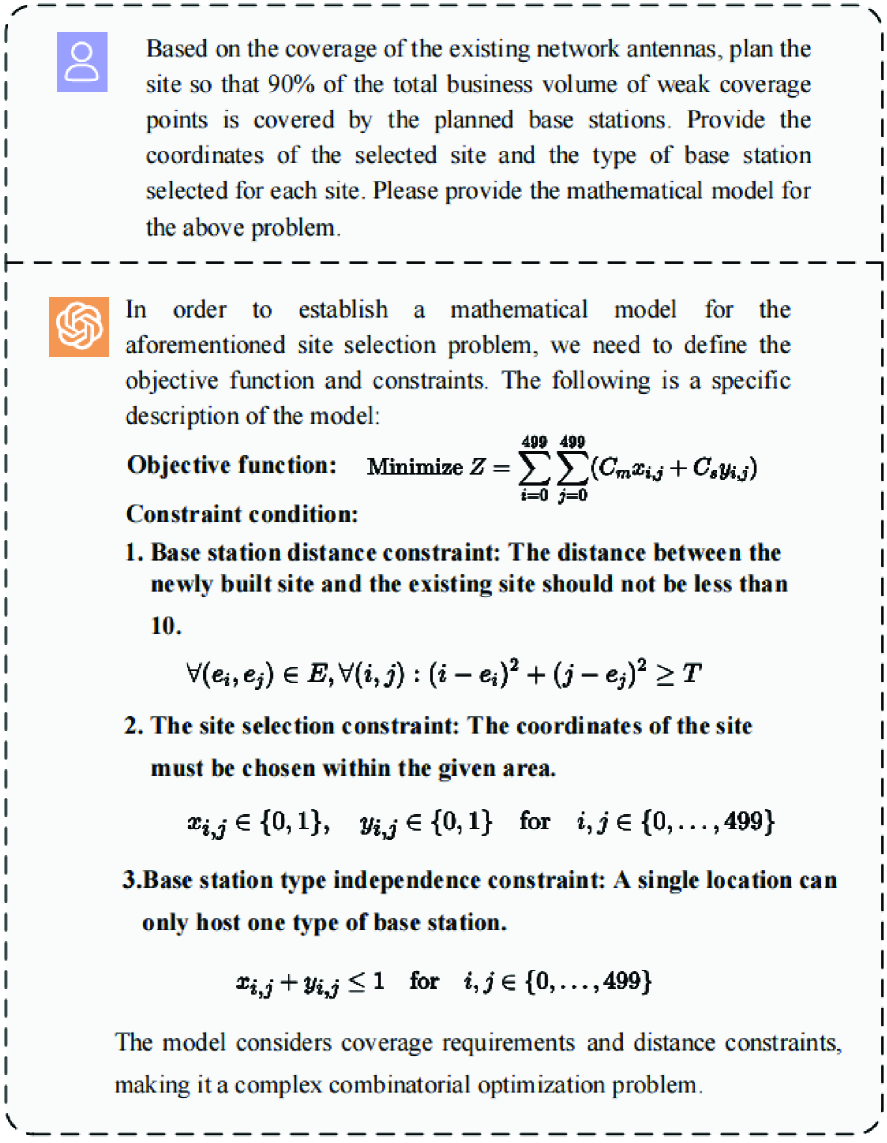 Based on the coverage of the existing network antennas, plan the
site so that 90% of the total business volume of weak coverage
points is covered by the planned base stations. Provide the
coordinates of the selected site and the type of base station
selected for each site. Please provide the mathematical model for
the above problem.
In order to establish a mathematical model for the
aforementioned site selection problem, we need to define the
objective function and constraints. The following is a specific
description of the model:
Objective function: Minimize $Z = \sum_{i=0}^{499} \sum_{j=0}^{499} (C_m x_{i,j} + C_s y_{i,j})$
Constraint condition:
1. Base station distance constraint: The distance between the
newly built site and the existing site should not be less than
10.
$\forall (e_i, e_j) \in E, \forall (i, j) : (i - e_i)^2 + (j - e_j)^2 \geq T$
2. The site selection constraint: The coordinates of the site
must be chosen within the given area.
$x_{i,j} \in \{0, 1\}, \quad y_{i,j} \in \{0, 1\} \quad \text{for} \quad i, j \in \{0, \ldots, 499\}$
3.Base station type independence constraint: A single location can
only host one type of base station.
$x_{i,j} + y_{i,j} \leq 1 \quad \text{for} \quad i, j \in \{0, \ldots, 499\}$
The model considers coverage requirements and distance constraints,
making it a complex combinatorial optimization problem.